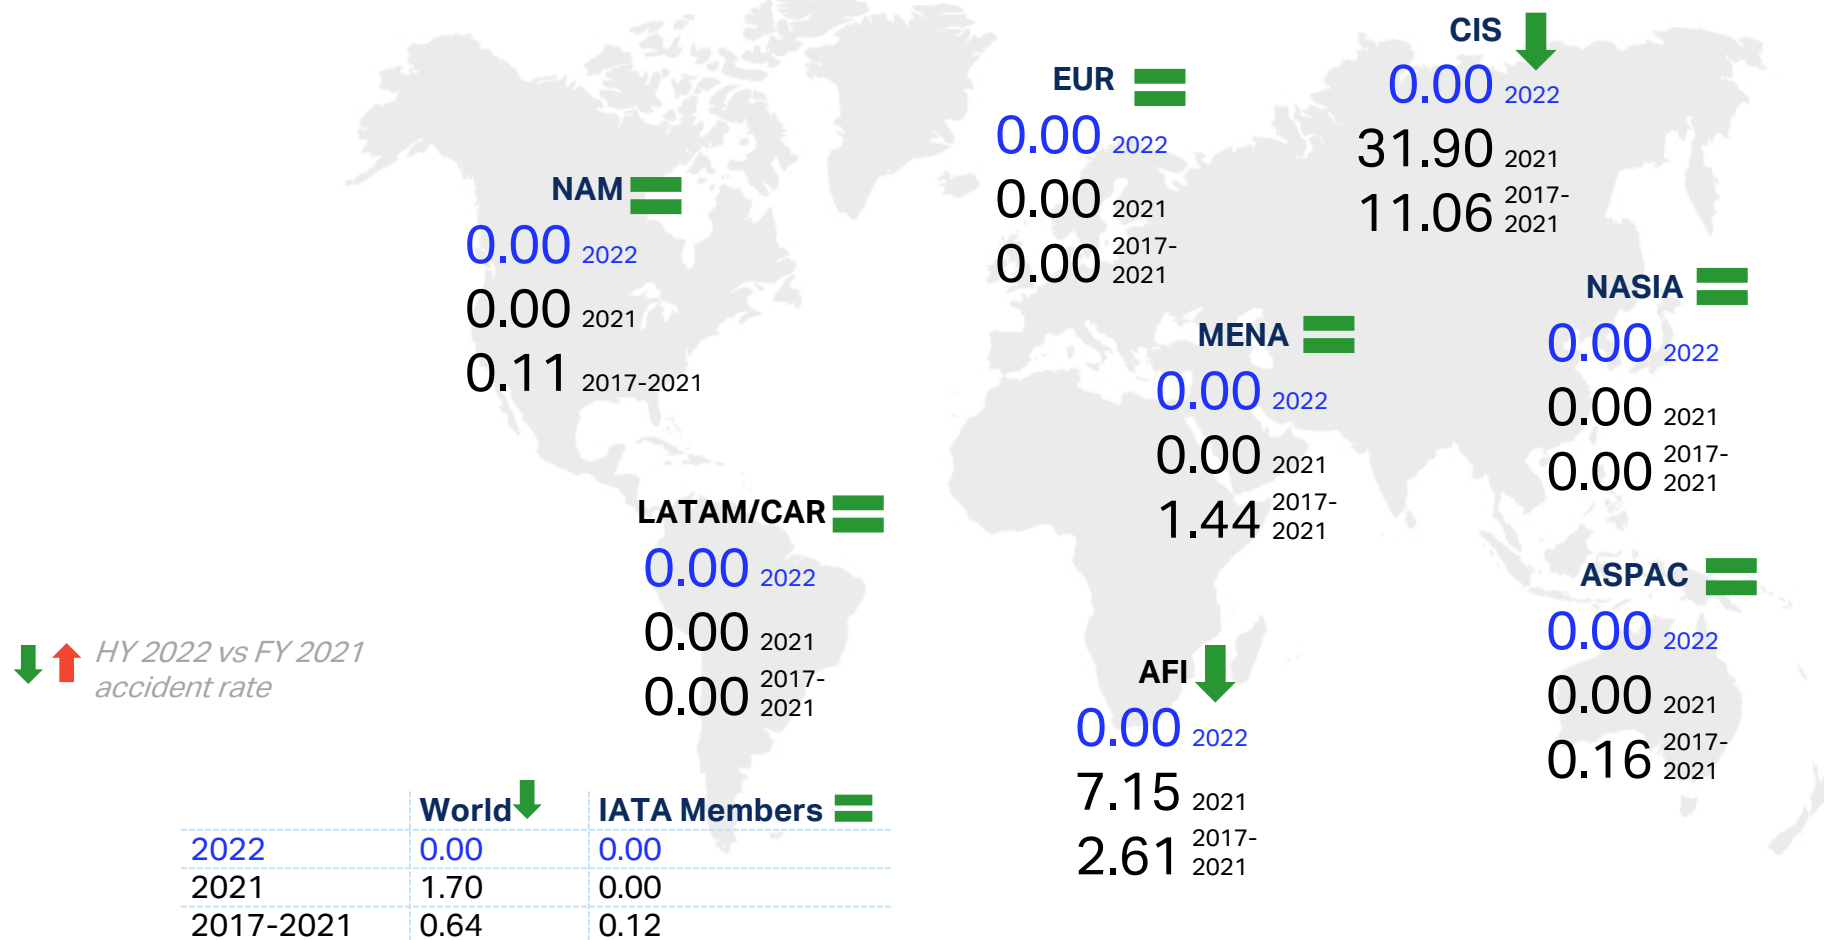 CIS
0.00 2022
31.90 2021
11.06 2017-
2021
EUR
0.00 2022
0.00 2021
0.00 2017-
2021
NAM
0.00 2022
0.00 2021
0.11 2017-2021
NASIA
0.00 2022
0.00 2021
0.00 2017-
2021
MENA
0.00 2022
0.00 2021
1.44 2017-
2021
LATAM/CAR
0.00 2022
0.00 2021
0.00 2017-
2021
ASPAC
0.00 2022
0.00 2021
0.16 2017-
2021
HY 2022 vs FY 2021
accident rate
AFI
0.00 2022
7.15 2021
2.61 2017-
2021
World IATA Members
2022 0.00 0.00
2021 1.70 0.00
2017-2021 0.64 0.12